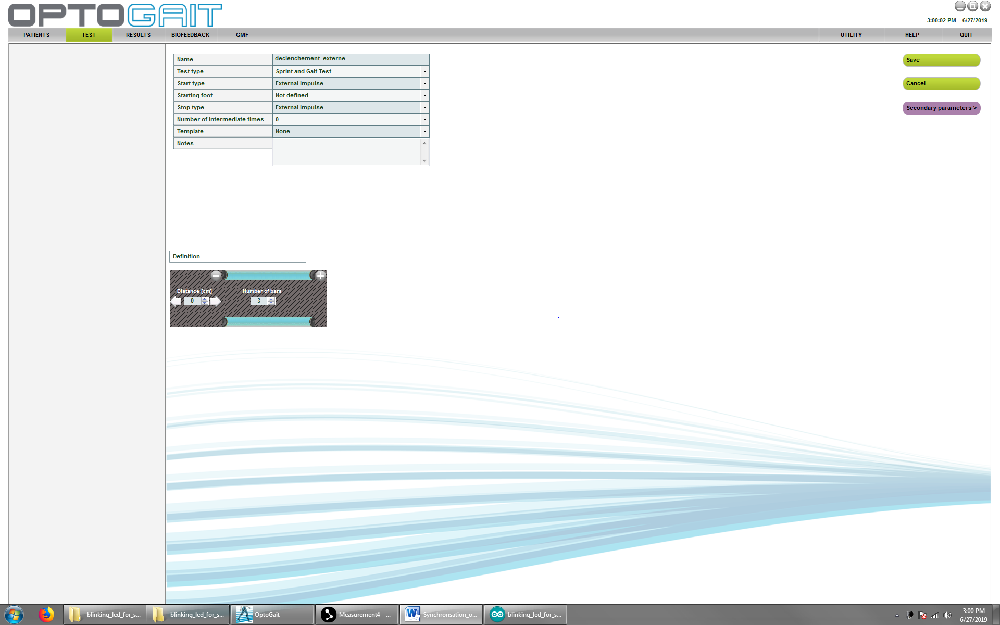 OPTOGAIT
3:00:02 PM 6/27/2019
PATIENTS TEST RESULTS BIOFEEDBACK GMF UTILITY HELP QUIT
Name declenchement_externe
Test type Sprint and Gait Test
Start type External impulse
Starting foot Not defined
Stop type External impulse
Number of intermediate times 0
Template None
Notes
Save
Cancel
Secondary parameters >
Definition
Distance [cm] Number of bars
0 3
blinking_led_for_s... blinking_led_for_s... OptoGait Measurement4 - ... Synchronsation_o... blinking_led_for_s...
3:00 PM
6/27/2019